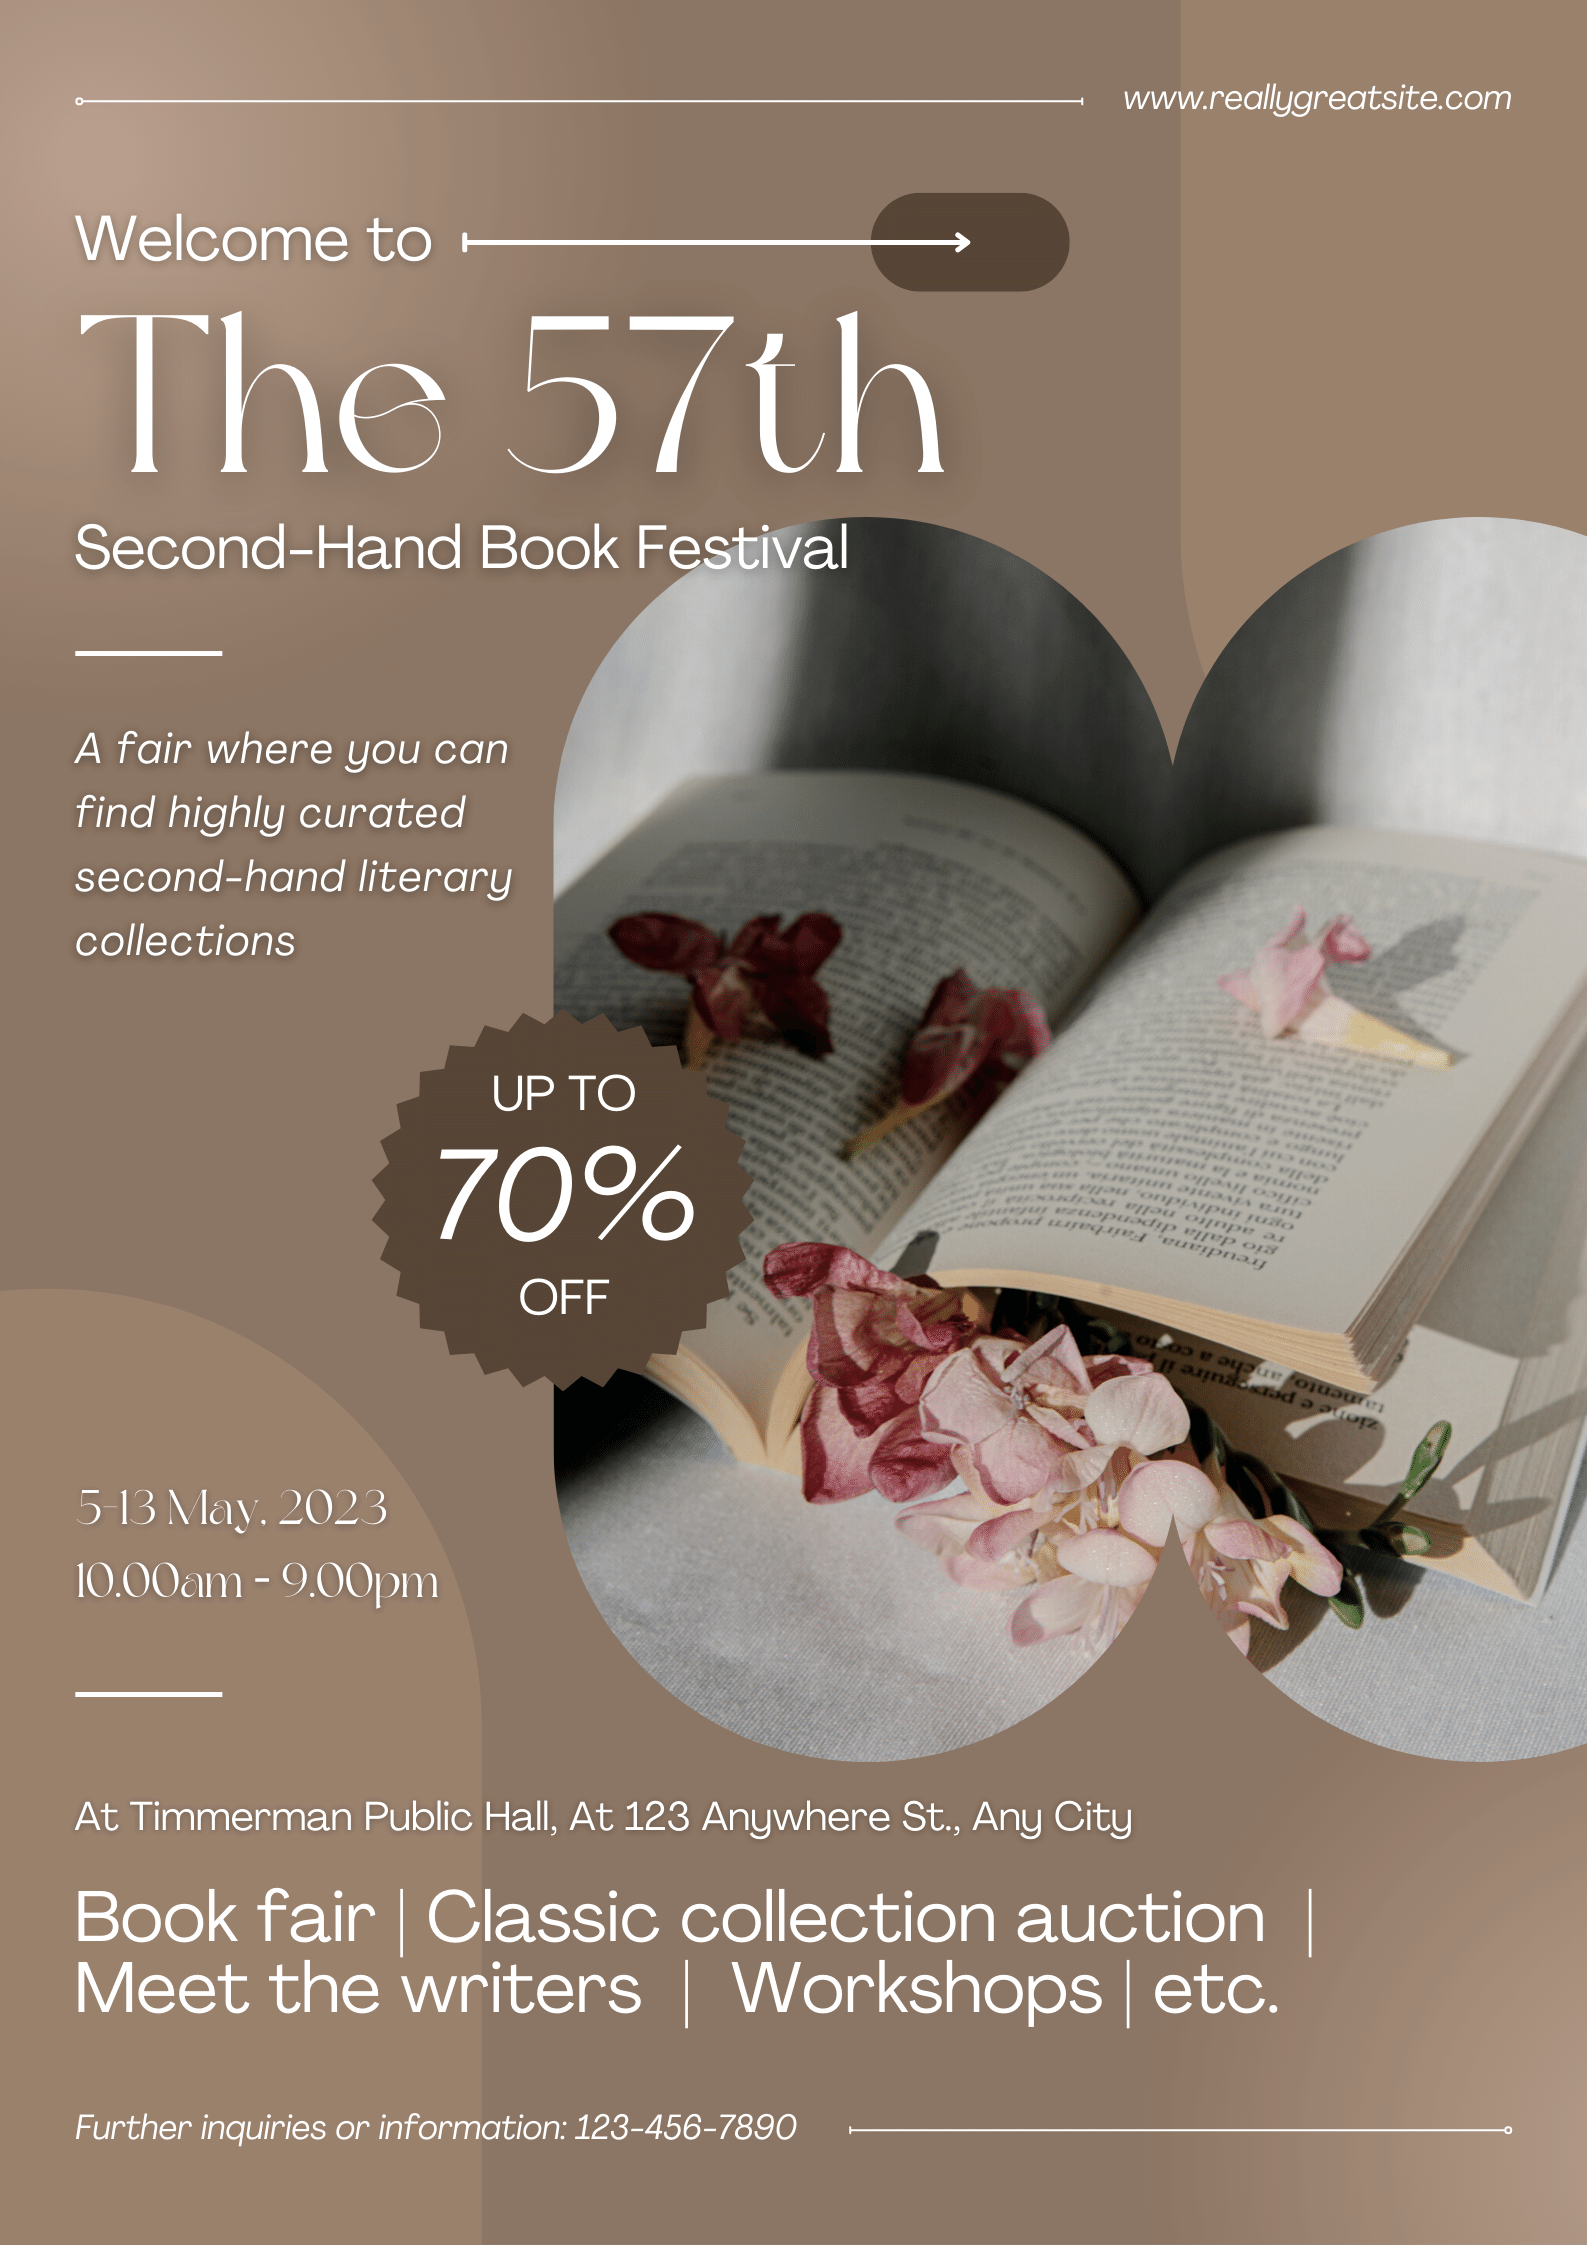 www.reallygreatsite.com
Welcome to
The 57th
Second-Hand Book Festival
A fair where you can
find highly curated
second-hand literary
collections
UP TO
70%
OFF
5-13 May, 2023
10.00am - 9.00pm
At Timmerman Public Hall, At 123 Anywhere St., Any City
Book fair | Classic collection auction |
Meet the writers | Workshops | etc.
Further inquiries or information: 123-456-7890